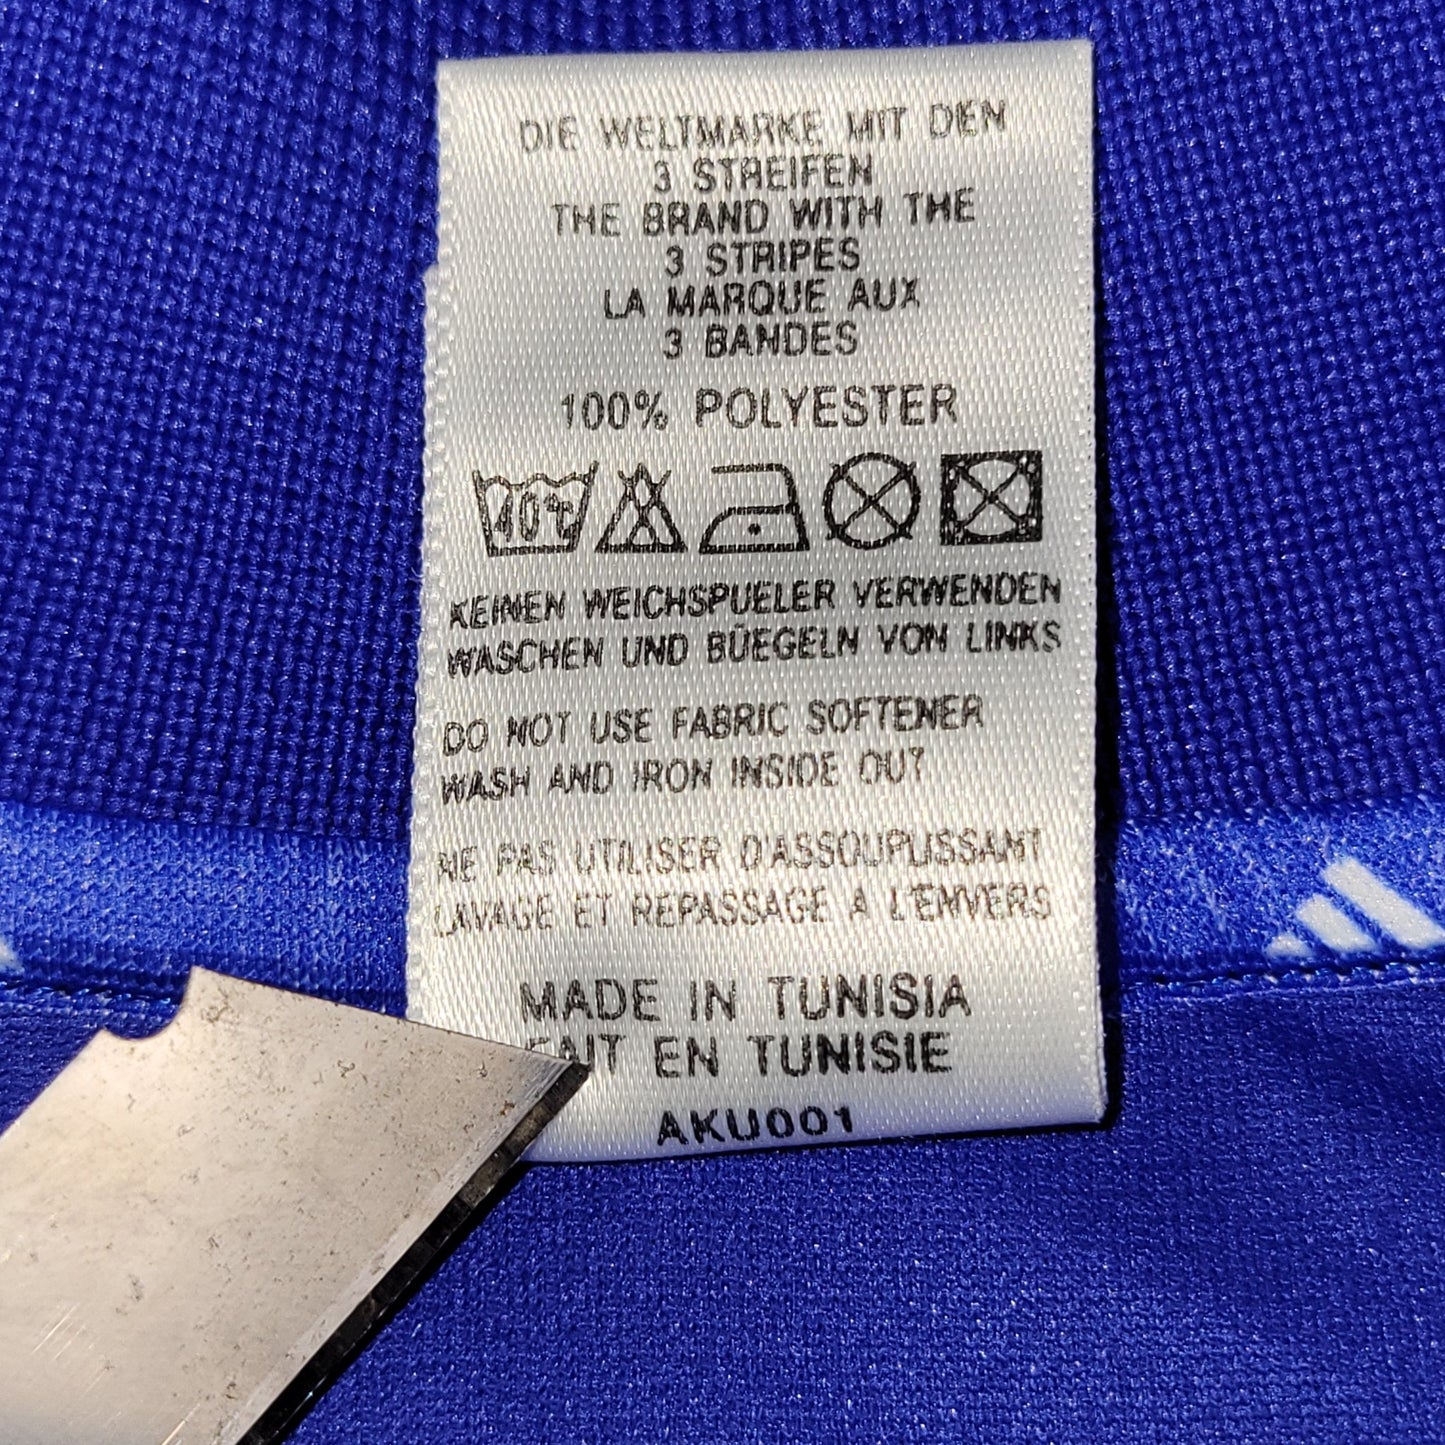 DIE WELTMARKE MIT DEN
3 STREIFEN
THE BRAND WITH THE
3 STRIPES
LA MARQUE AUX
3 BANDES
100% POLYESTER
40°C
KEINEN WEICHSPUELER VERWENDEN
WASCHEN UND BÜEGELN VON LINKS
DO NOT USE FABRIC SOFTENER
WASH AND IRON INSIDE OUT
NE PAS UTILISER D'ASSOUPLISSANT
LAVAGE ET REPASSAGE A L'ENVERS
MADE IN TUNISIA
FAIT EN TUNISIE
AKU001